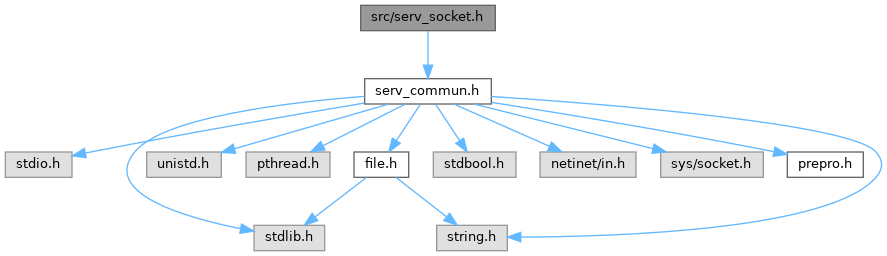 src/serv_socket.h
serv_commun.h
stdio.h
unistd.h
pthread.h
file.h
stdbool.h
netinet/in.h
sys/socket.h
prepro.h
stdlib.h
string.h